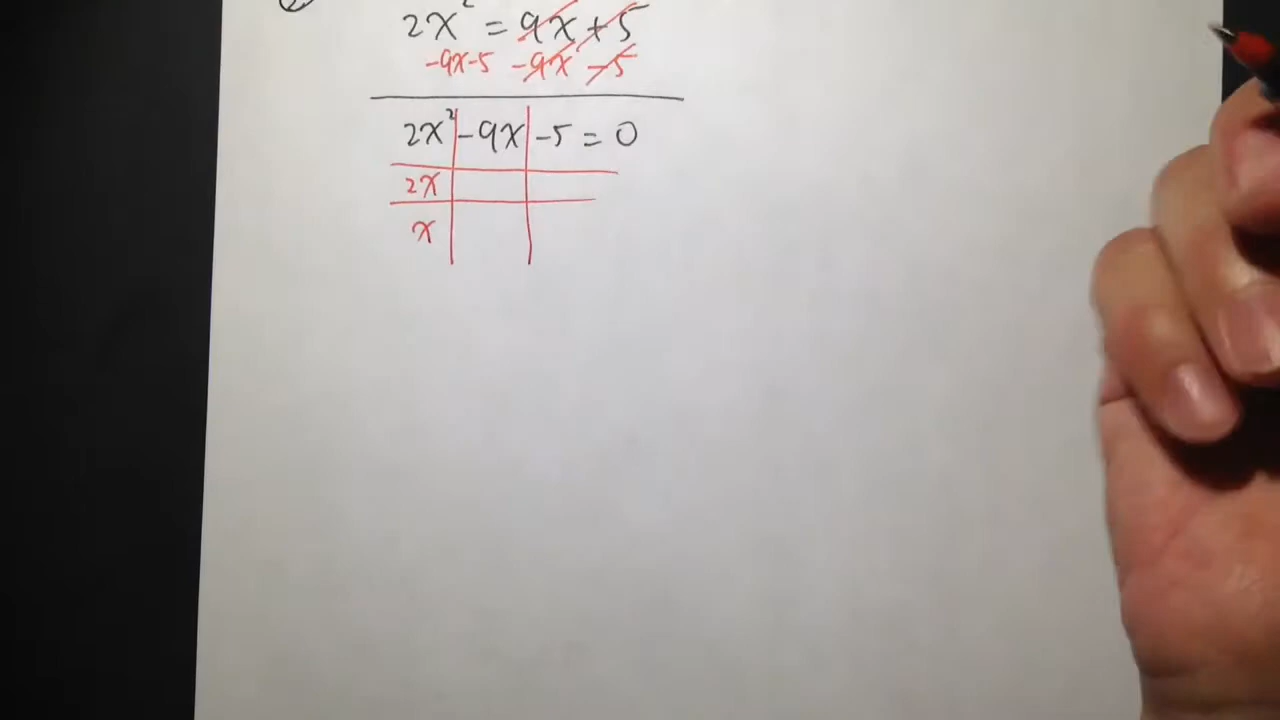 2x² = 9x + 5
-9x-5 -9x -5
2x² -9x -5 = 0
2x
x